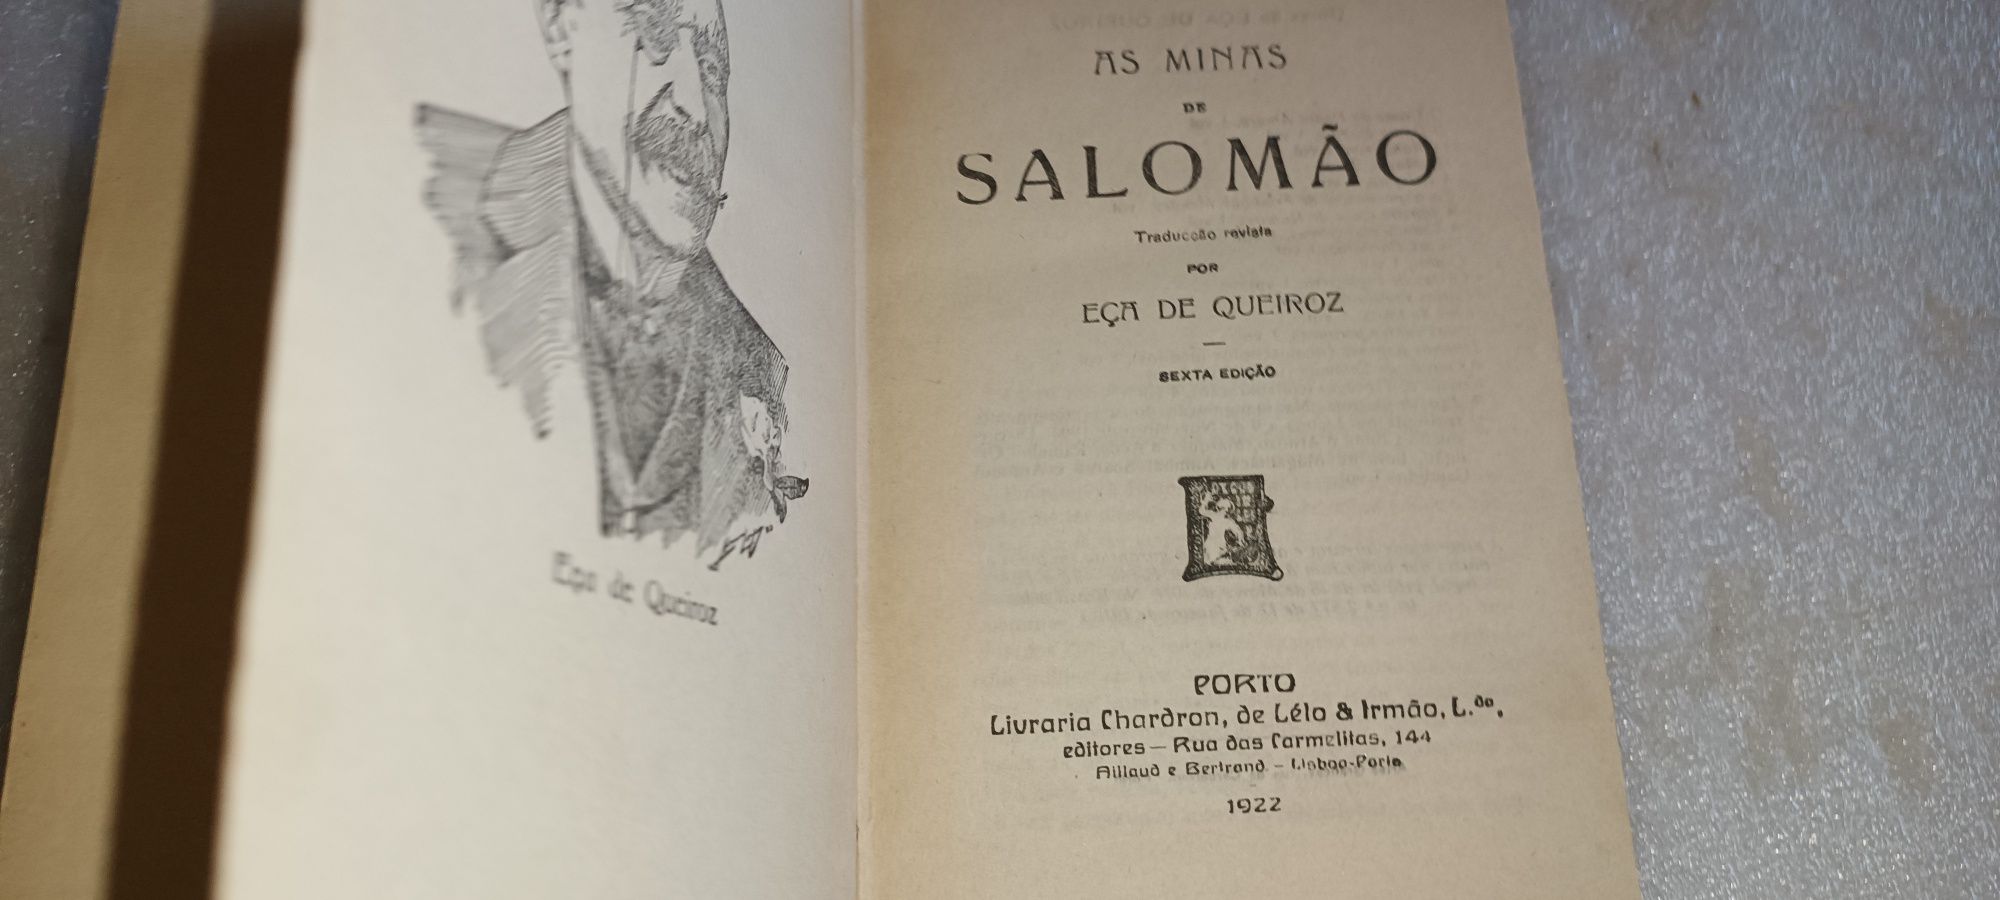 Eça de Queiroz
AS MINAS
DE
SALOMÃO
Traducção revista
POR
EÇA DE QUEIROZ
—
SEXTA EDIÇÃO
PORTO
Livraria Chardron, de Lélo & Irmão, L.da,
editores — Rua das Carmelitas, 144
Aillaud e Bertrand — Lisboa-Porto
1922